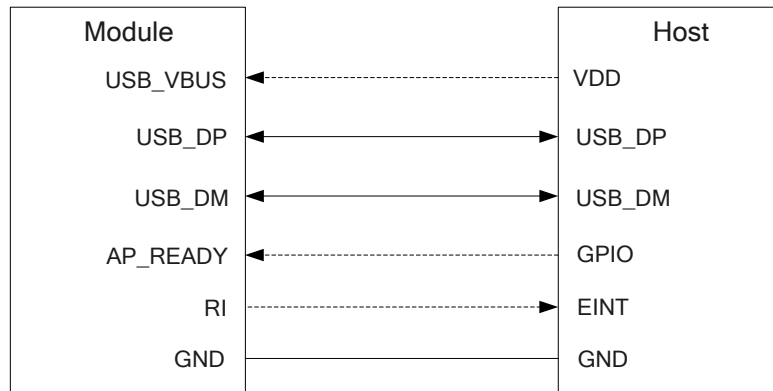 Module Host
USB_VBUS VDD
USB_DP USB_DP
USB_DM USB_DM
AP_READY GPIO
RI EINT
GND GND